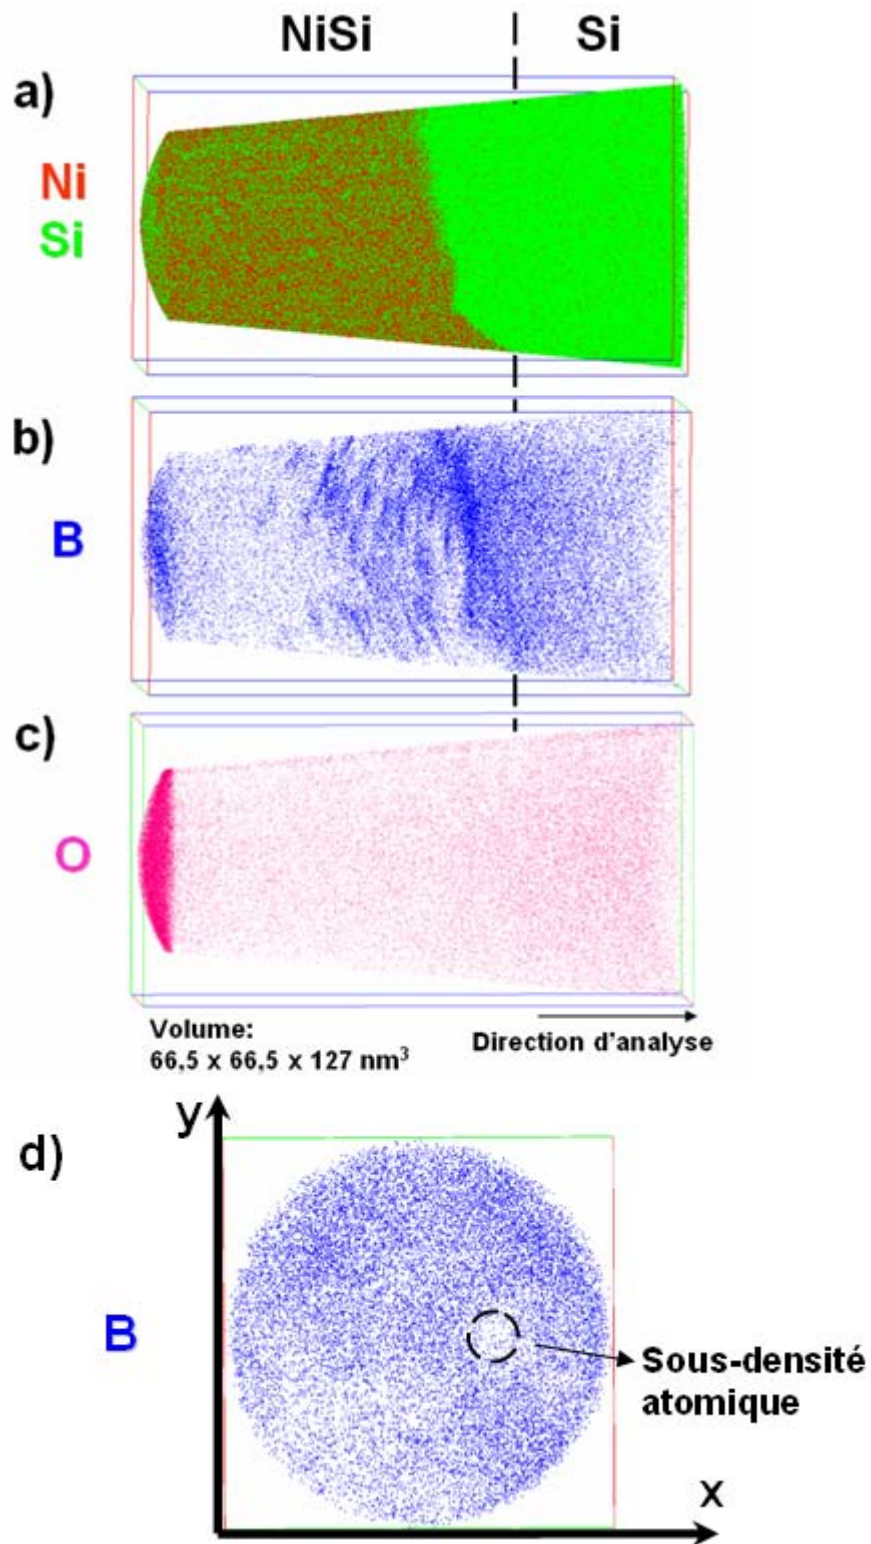 NiSi
Si
a)
Ni
Si
b)
B
c)
O
Volume:
66,5 x 66,5 x 127 nm³
Direction d'analyse
d)
y
B
Sous-densité
atomique
x